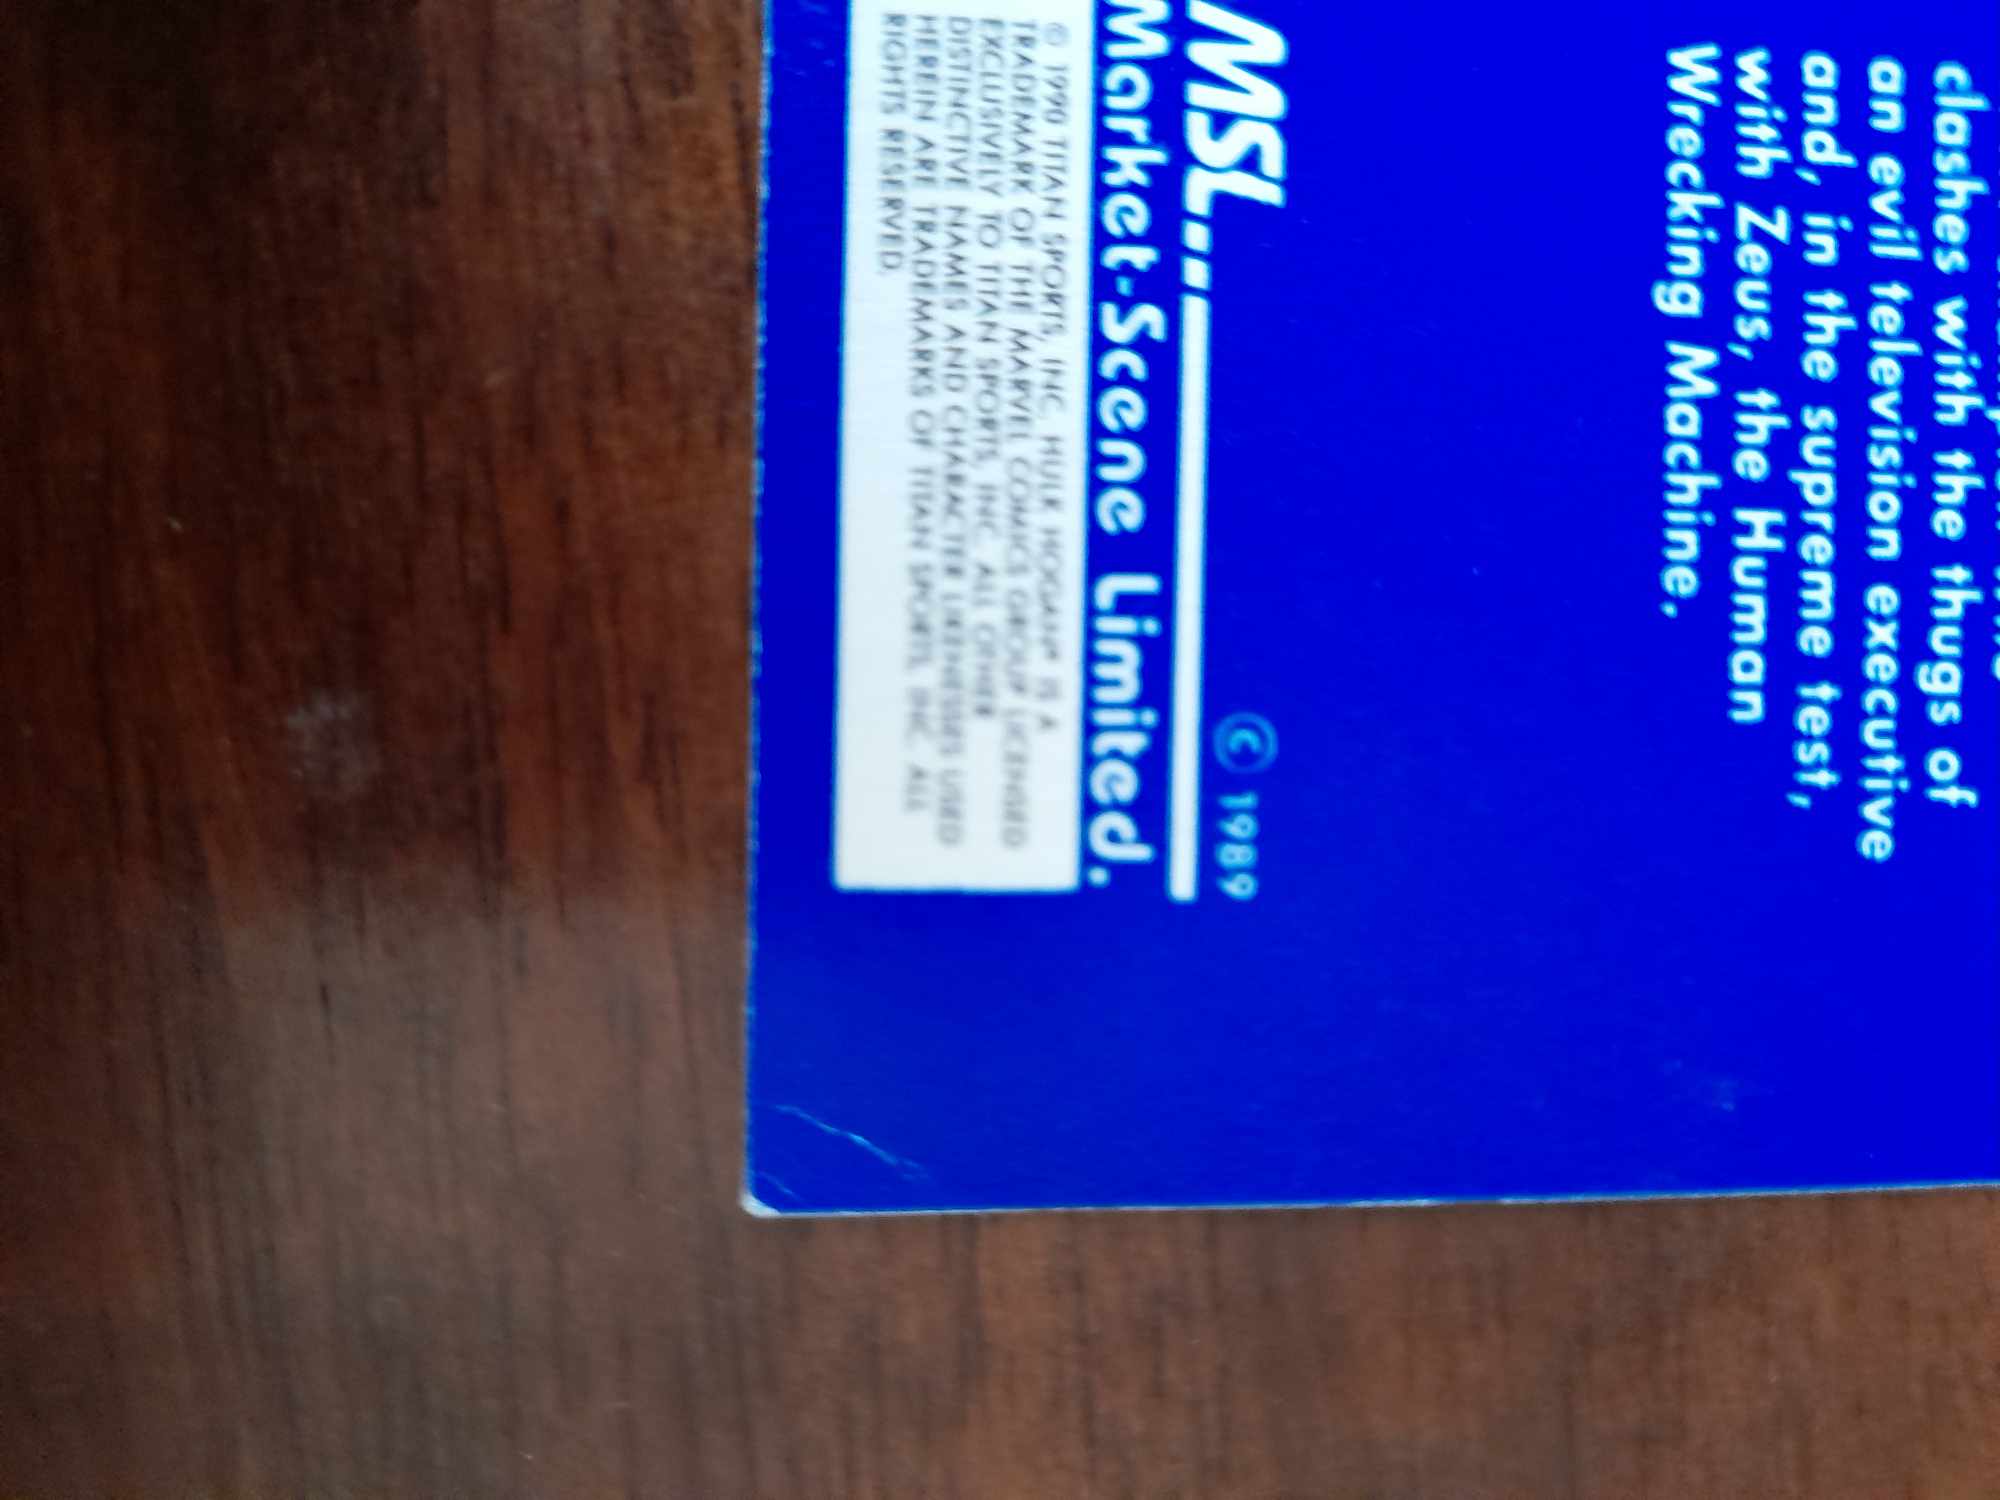 clashes with the thugs of
an evil television executive
and, in the supreme test,
with Zeus, the Human
Wrecking Machine,
© 1989
MSL
Market-Scene Limited.
© 1990 TITAN SPORTS, INC. HULK HOGAN® IS A
TRADEMARK OF THE MARVEL COMICS GROUP LICENSED
EXCLUSIVELY TO TITAN SPORTS, INC. ALL OTHER
DISTINCTIVE NAMES AND CHARACTER LIKENESSES USED
HEREIN ARE TRADEMARKS OF TITAN SPORTS, INC. ALL
RIGHTS RESERVED.